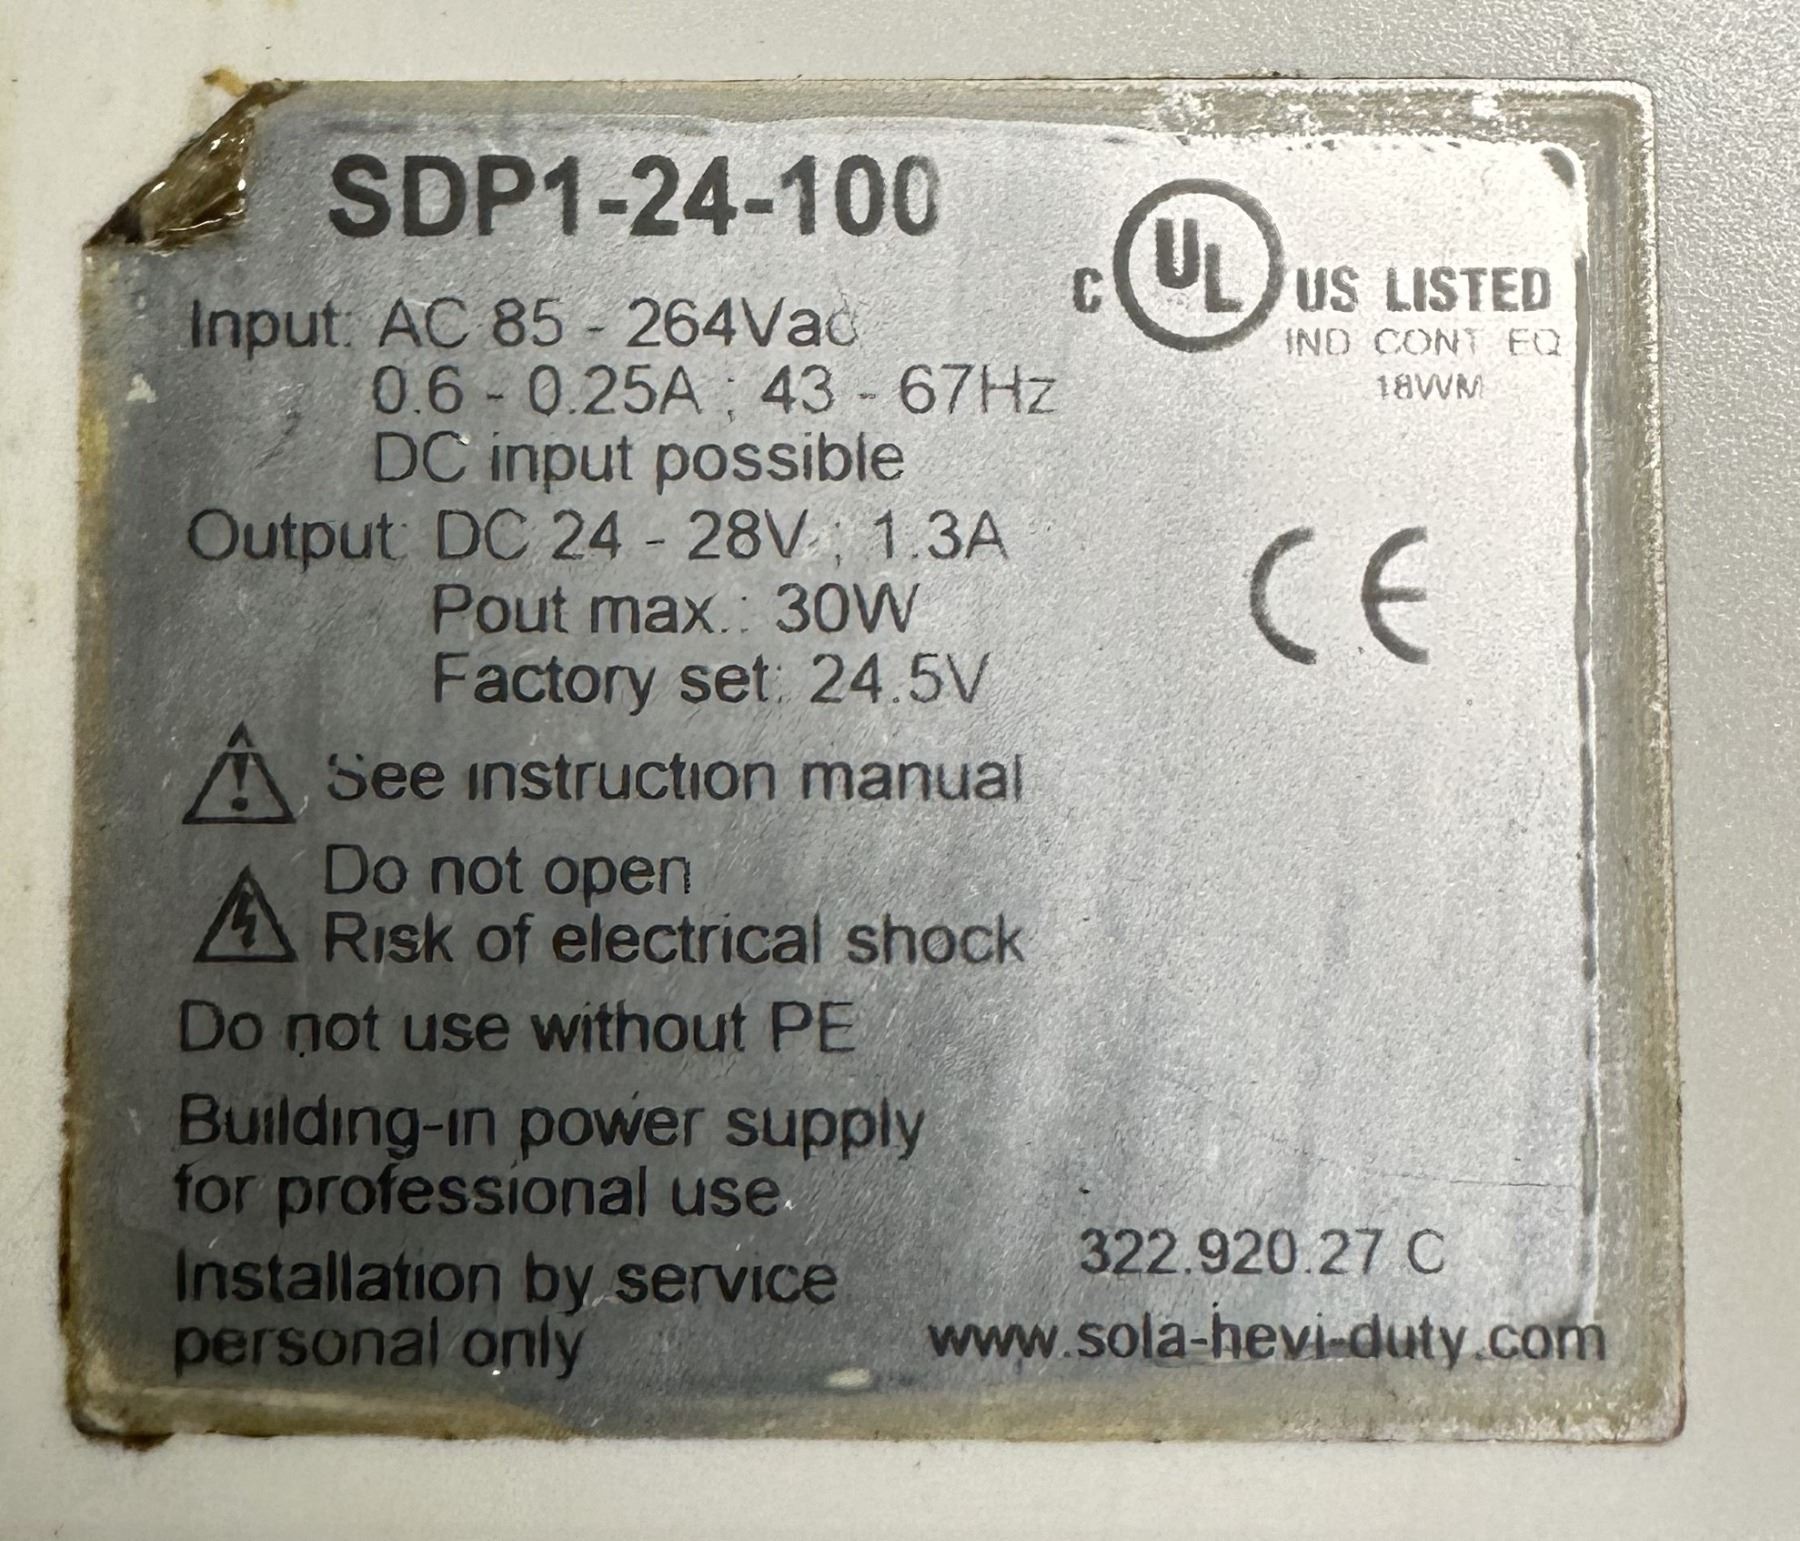 SDP1-24-100
C UL US LISTED
IND CONT EQ
18WM
Input: AC 85 - 264Vac
0.6 - 0.25A ; 43 - 67Hz
DC input possible
Output: DC 24 - 28V ; 1.3A
Pout max.: 30W
Factory set: 24.5V
CE
See instruction manual
Do not open
Risk of electrical shock
Do not use without PE
Building-in power supply
for professional use.
Installation by service
personal only
322.920.27 C
www.sola-hevi-duty.com